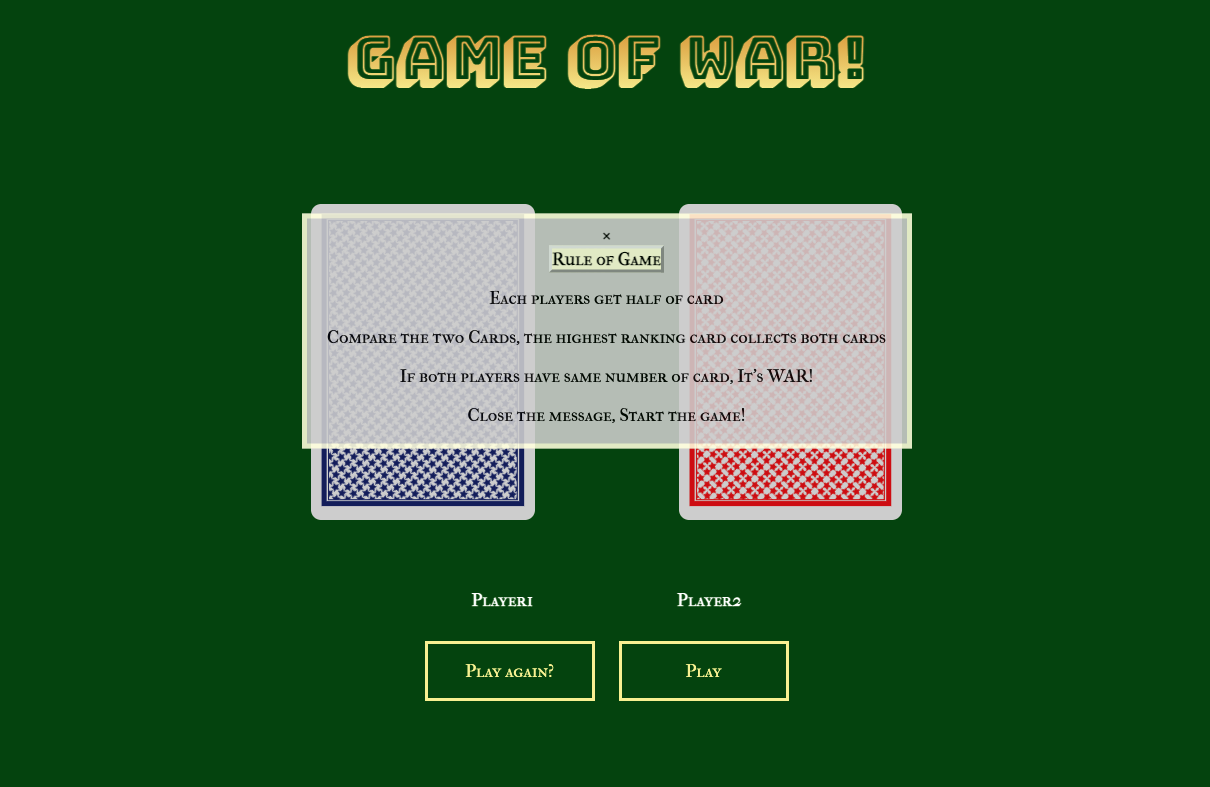 GAME OF WAR!
×
Rule of Game
Each players get half of card
Compare the two Cards, the highest ranking card collects both cards
If both players have same number of card, It's WAR!
Close the message, Start the game!
Player1 Player2
Play again? Play